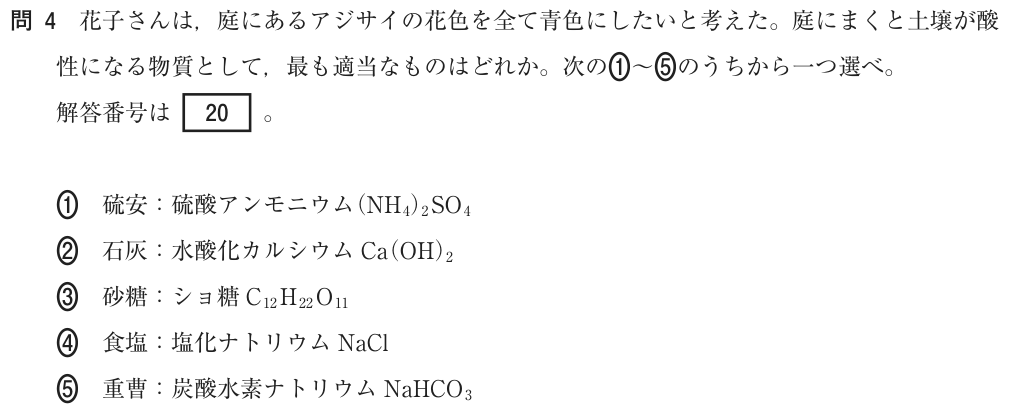 問 4 花子さんは，庭にあるアジサイの花色を全て青色にしたいと考えた。庭にまくと土壌が酸
性になる物質として，最も適当なものはどれか。次の①～⑤のうちから一つ選べ。
解答番号は 20 。
① 硫安：硫酸アンモニウム(NH₄)₂SO₄
② 石灰：水酸化カルシウム Ca(OH)₂
③ 砂糖：ショ糖 C₁₂H₂₂O₁₁
④ 食塩：塩化ナトリウム NaCl
⑤ 重曹：炭酸水素ナトリウム NaHCO₃